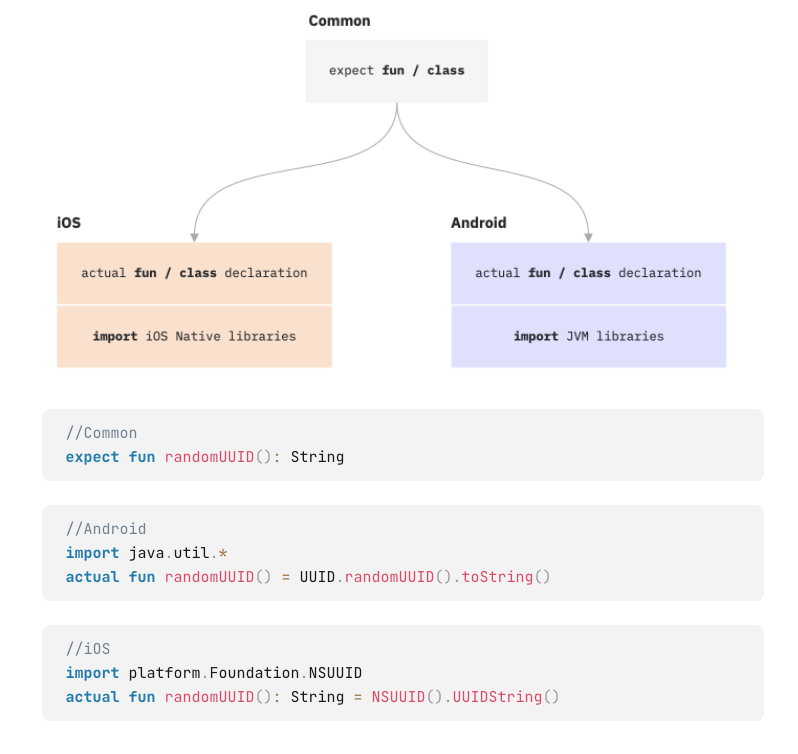 Common
expect fun / class
iOS
Android
actual fun / class declaration
actual fun / class declaration
import iOS Native libraries
import JVM libraries
//Common
expect fun randomUUID(): String
//Android
import java.util.*
actual fun randomUUID() = UUID.randomUUID().toString()
//iOS
import platform.Foundation.NSUUID
actual fun randomUUID(): String = NSUUID().UUIDString()